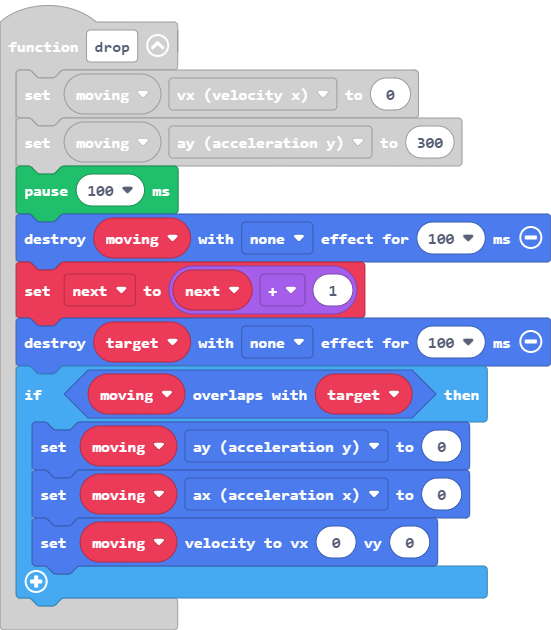 function drop
set moving vx (velocity x) to 0
set moving ay (acceleration y) to 300
pause 100 ms
destroy moving with none effect for 100 ms
set next to next + 1
destroy target with none effect for 100 ms
if moving overlaps with target then
set moving ay (acceleration y) to 0
set moving ax (acceleration x) to 0
set moving velocity to vx 0 vy 0